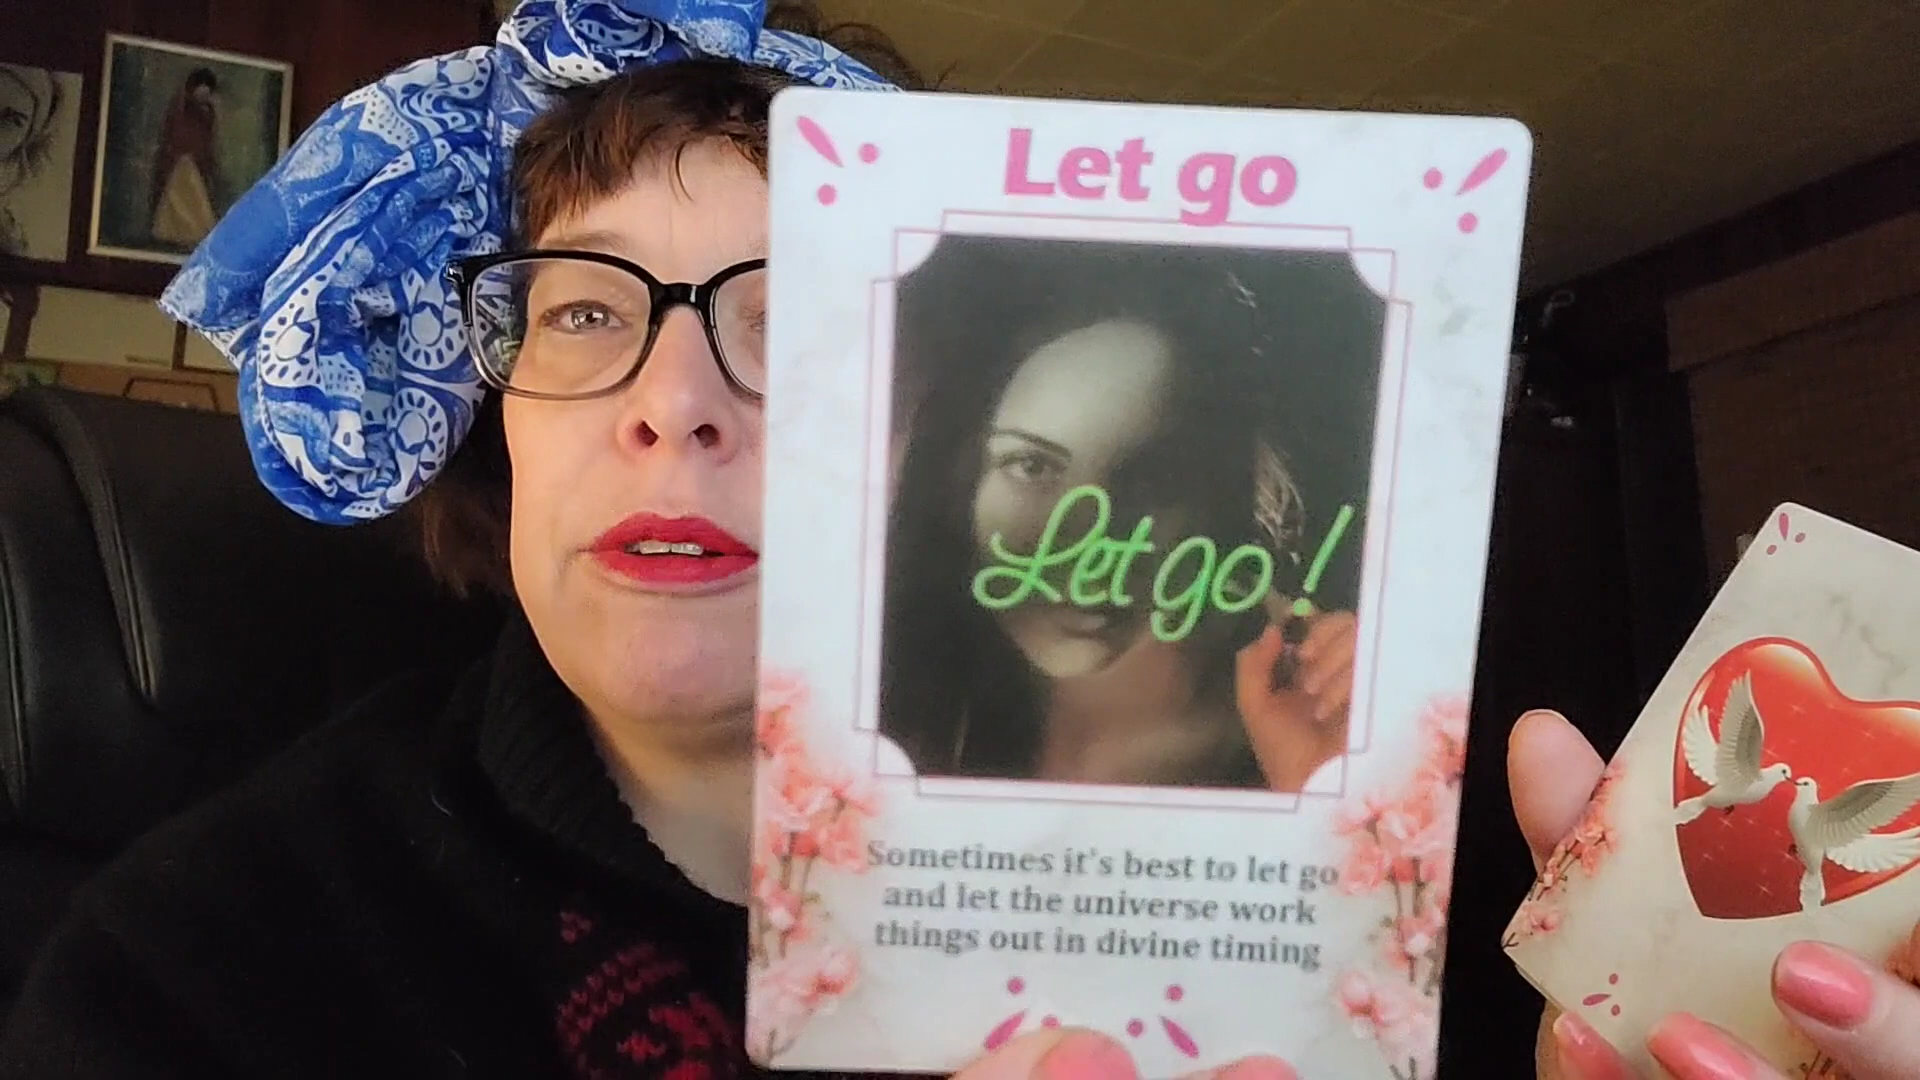 Let go
Let go!
Sometimes it's best to let go
and let the universe work
things out in divine timing